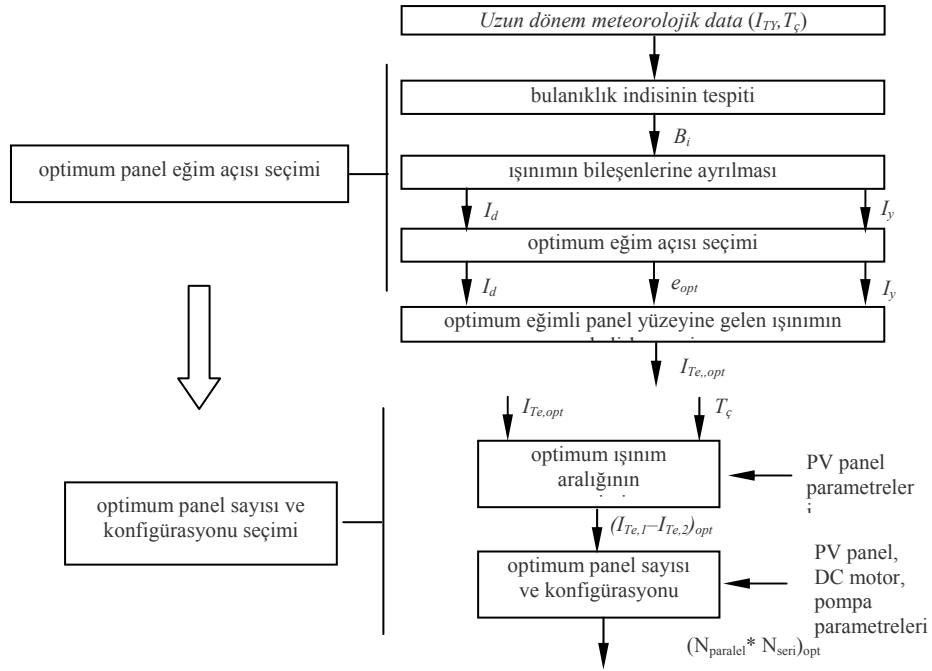 Uzun dönem meteorolojik data (I_TY,T_ç)
bulanıklık indisinin tespiti
B_i
optimum panel eğim açısı seçimi
ışınımın bileşenlerine ayrılması
I_d
I_y
optimum eğim açısı seçimi
I_d
e_opt
I_y
optimum eğimli panel yüzeyine gelen ışınımın
I_Te,,opt
I_Te,opt
T_ç
optimum ışınım
aralığının
PV panel
parametreler
i
optimum panel sayısı ve
konfigürasyonu seçimi
(I_Te,1–I_Te,2)_opt
optimum panel sayısı
ve konfigürasyonu
PV panel,
DC motor,
pompa
parametreleri
(N_paralel* N_seri)_opt